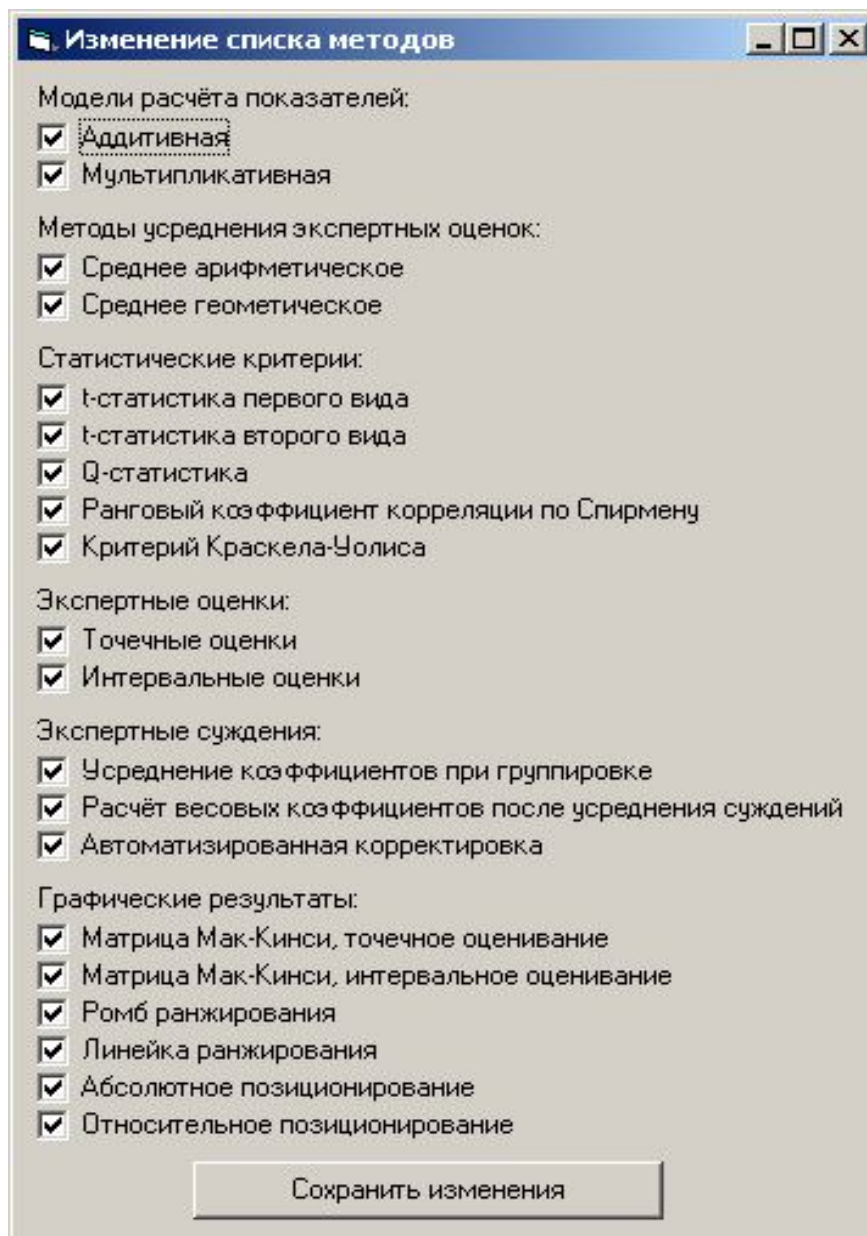 Изменение списка методов
Модели расчёта показателей:
Аддитивная
Мультипликативная
Методы усреднения экспертных оценок:
Среднее арифметическое
Среднее геометическое
Статистические критерии:
t-статистика первого вида
t-статистика второго вида
Q-статистика
Ранговый коэффициент корреляции по Спирмену
Критерий Краскела-Уолиса
Экспертные оценки:
Точечные оценки
Интервальные оценки
Экспертные суждения:
Усреднение коэффициентов при группировке
Расчёт весовых коэффициентов после усреднения суждений
Автоматизированная корректировка
Графические результаты:
Матрица Мак-Кинси, точечное оценивание
Матрица Мак-Кинси, интервальное оценивание
Ромб ранжирования
Линейка ранжирования
Абсолютное позиционирование
Относительное позиционирование
Сохранить изменения